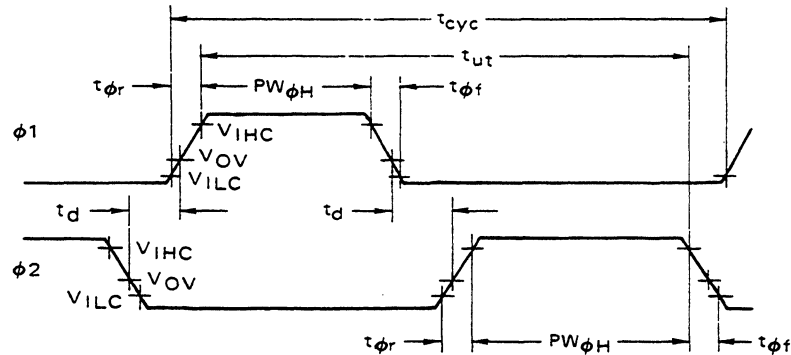 tcyc
tut
tϕr PWϕH tϕf
ϕ1
VIHC
VOV
VILC
td td
ϕ2
VIHC
VOV
VILC
tϕr PWϕH tϕf